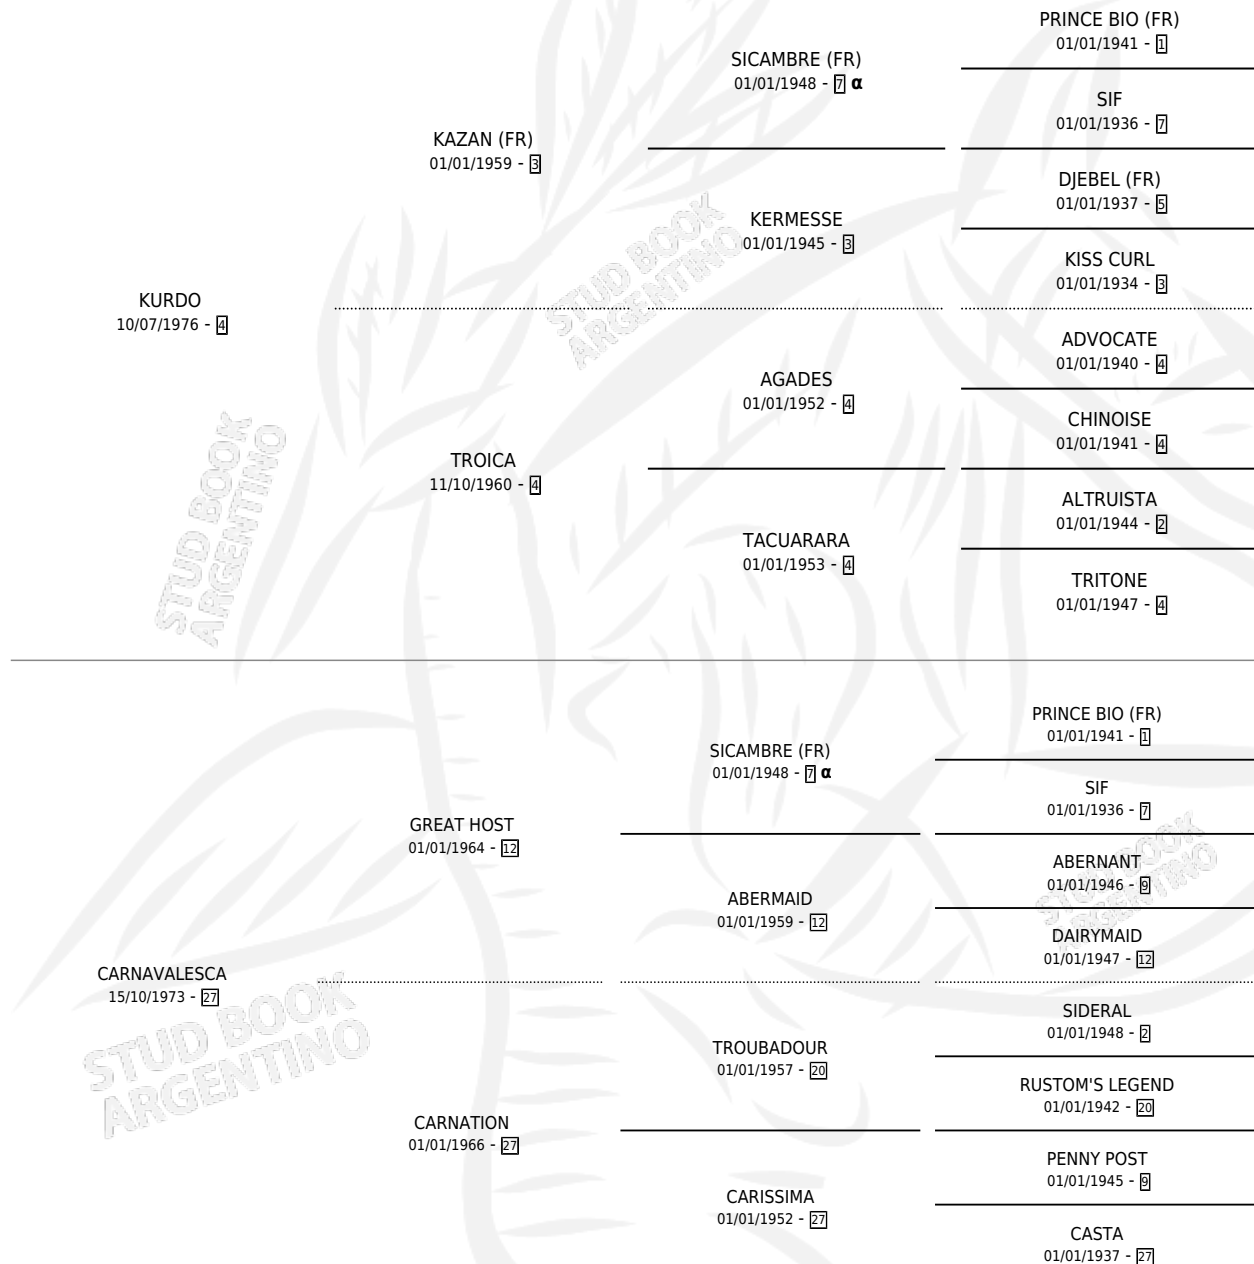 PRINCE BIO (FR)
01/01/1941 - 1
SICAMBRE (FR)
01/01/1948 - 7 α
SIF
01/01/1936 - 7
KAZAN (FR)
01/01/1959 - 3
DJEBEL (FR)
01/01/1937 - 5
KERMESSE
01/01/1945 - 3
KISS CURL
01/01/1934 - 3
KURDO
10/07/1976 - 4
ADVOCATE
01/01/1940 - 4
AGADES
01/01/1952 - 4
CHINOISE
01/01/1941 - 4
TROICA
11/10/1960 - 4
ALTRUISTA
01/01/1944 - 2
TACUARARA
01/01/1953 - 4
TRITONE
01/01/1947 - 4
STUD BOOK
ARGENTINO
STUD BOOK
ARGENTINO
PRINCE BIO (FR)
01/01/1941 - 1
SICAMBRE (FR)
01/01/1948 - 7 α
SIF
01/01/1936 - 7
GREAT HOST
01/01/1964 - 12
ABERNANT
01/01/1946 - 9
ABERMAID
01/01/1959 - 12
DAIRYMAID
01/01/1947 - 12
CARNAVALESCA
15/10/1973 - 27
SIDERAL
01/01/1948 - 2
TROUBADOUR
01/01/1957 - 20
RUSTOM'S LEGEND
01/01/1942 - 20
CARNATION
01/01/1966 - 27
PENNY POST
01/01/1945 - 9
CARISSIMA
01/01/1952 - 27
CASTA
01/01/1937 - 27
STUD BOOK
ARGENTINO
STUD BOOK
ARGENTINO